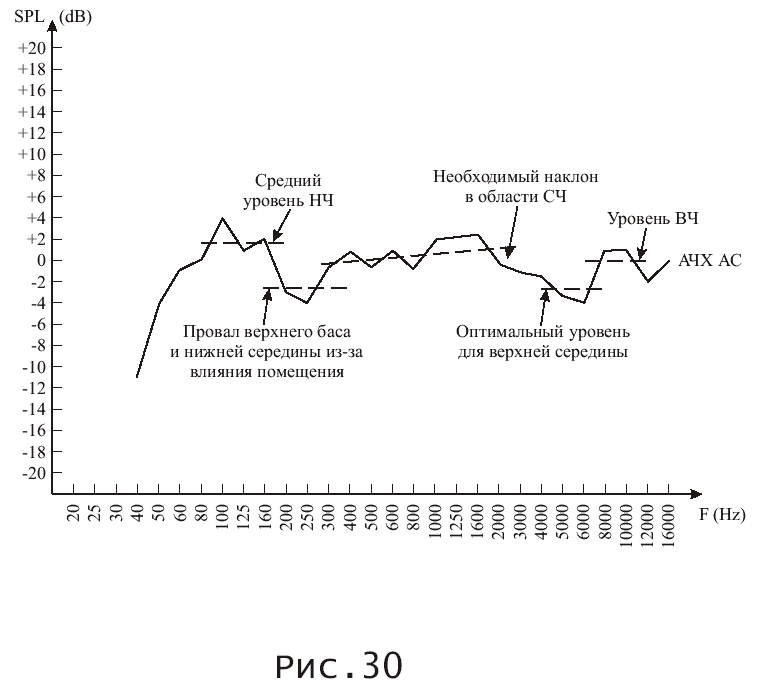 SPL (dB)
+20
+18
+16
+14
+12
+10
+8
+6
+4
+2
0
-2
-4
-6
-8
-10
-12
-14
-16
-18
-20
Средний
уровень НЧ
Необходимый наклон
в области СЧ
Уровень ВЧ
АЧХ АС
Провал верхнего баса
и нижней середины из-за
влияния помещения
Оптимальный уровень
для верхней середины
20 25 30 40 50 60 80 100 125 160 200 250 300 400 500 600 800 1000 1250 1600 2000 3000 4000 5000 6000 8000 10000 12000 16000
F (Hz)
Рис.30